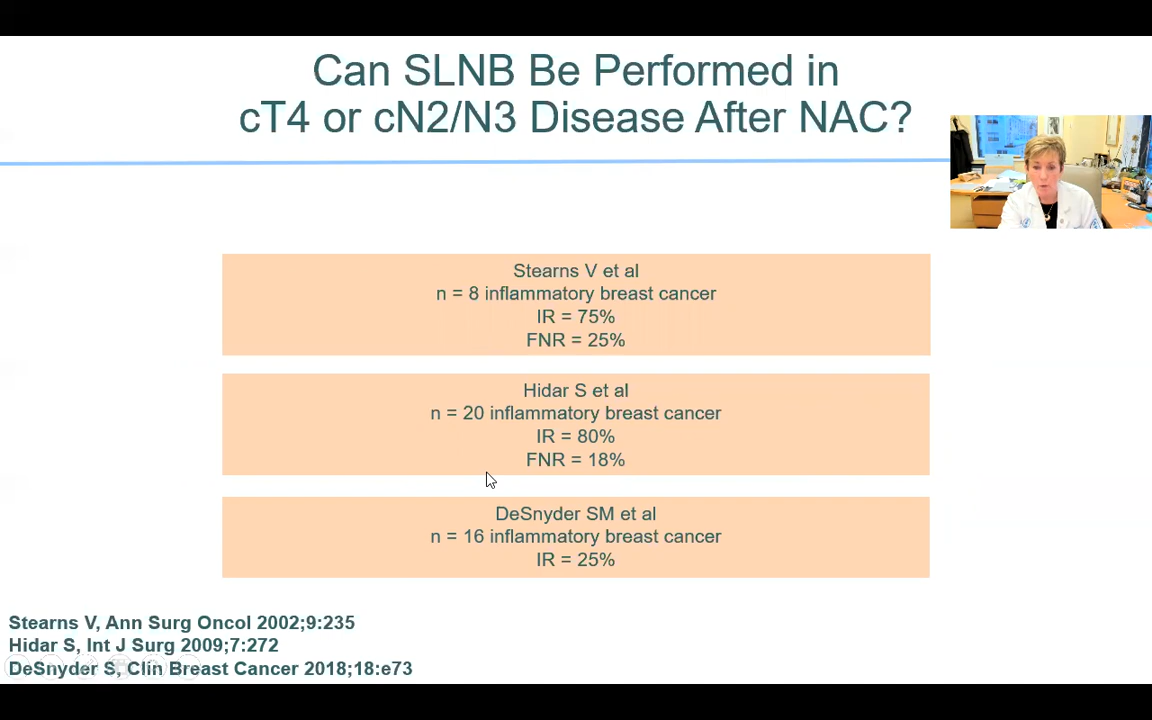 Can SLNB Be Performed in
cT4 or cN2/N3 Disease After NAC?
Stearns V et al
n = 8 inflammatory breast cancer
IR = 75%
FNR = 25%
Hidar S et al
n = 20 inflammatory breast cancer
IR = 80%
FNR = 18%
DeSnyder SM et al
n = 16 inflammatory breast cancer
IR = 25%
Stearns V, Ann Surg Oncol 2002;9:235
Hidar S, Int J Surg 2009;7:272
DeSnyder S, Clin Breast Cancer 2018;18:e73